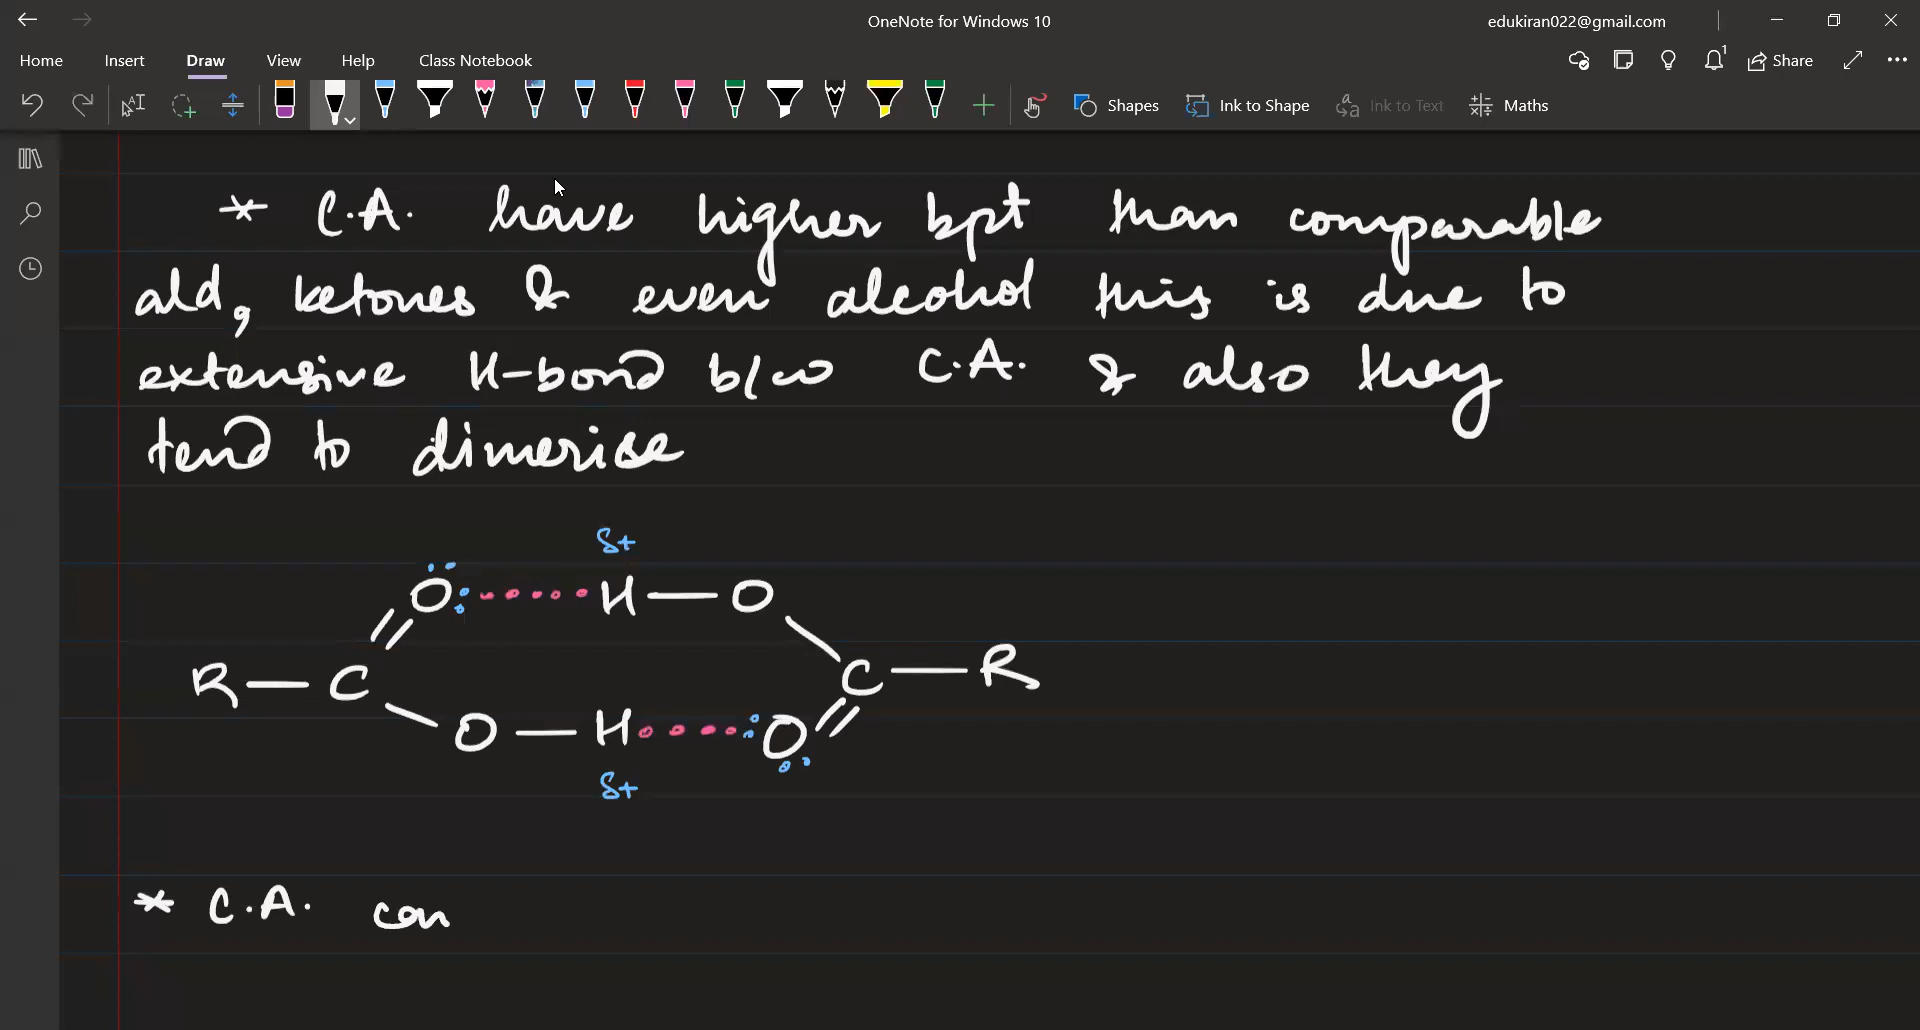 OneNote for Windows 10
edukiran022@gmail.com
Home Insert Draw View Help Class Notebook
1
Share
Shapes Ink to Shape Ink to Text Maths
* C.A. have higher bpt than comparable
ald, ketones & even alcohol this is due to
extensive H-bond b/w C.A. & also they
tend to dimerise
δ+
O H — O
R — C C — R
O — H O
δ+
* C.A. can